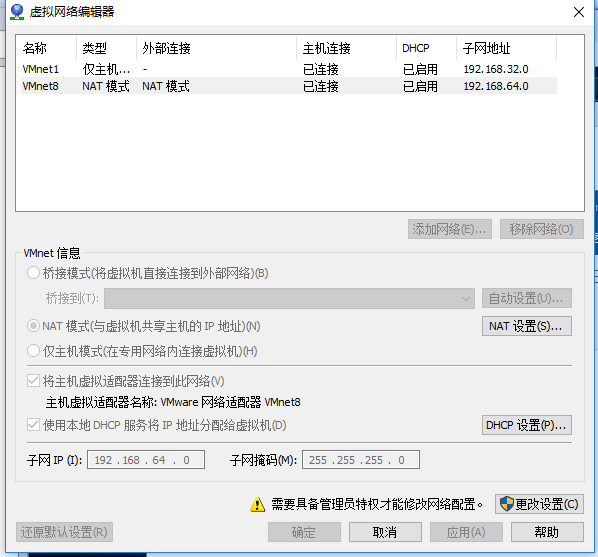 虚拟网络编辑器
名称 类型 外部连接 主机连接 DHCP 子网地址
VMnet1 仅主机... - 已连接 已启用 192.168.32.0
VMnet8 NAT 模式 NAT 模式 已连接 已启用 192.168.64.0
添加网络(E)... 移除网络(O)
VMnet 信息
桥接模式(将虚拟机直接连接到外部网络)(B)
桥接到(T): 自动设置(U)...
NAT 模式(与虚拟机共享主机的 IP 地址)(N) NAT 设置(S)...
仅主机模式(在专用网络内连接虚拟机)(H)
将主机虚拟适配器连接到此网络(V)
主机虚拟适配器名称: VMware 网络适配器 VMnet8
使用本地 DHCP 服务将 IP 地址分配给虚拟机(D) DHCP 设置(P)...
子网 IP (I): 192 . 168 . 64 . 0 子网掩码(M): 255 . 255 . 255 . 0
需要具备管理员特权才能修改网络配置。 更改设置(C)
还原默认设置(R) 确定 取消 应用(A) 帮助